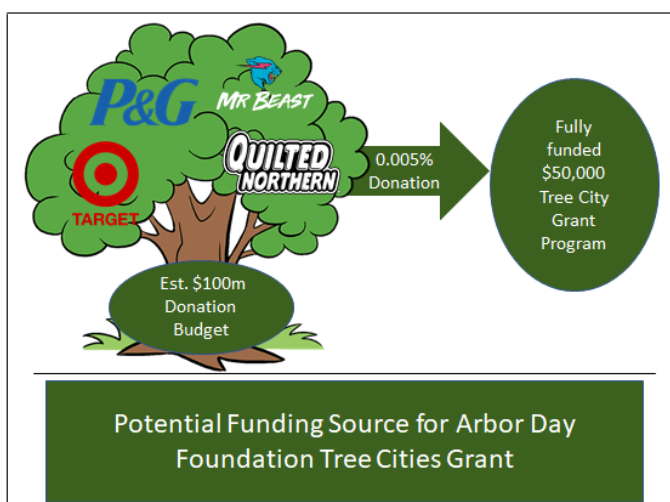 P&G
MR BEAST
TARGET
QUILTED
NORTHERN
0.005%
Donation
Fully
funded
$50,000
Tree City
Grant
Program
Est. $100m
Donation
Budget
Potential Funding Source for Arbor Day
Foundation Tree Cities Grant